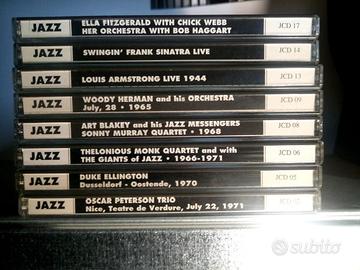 JAZZ
ELLA FITZGERALD WITH CHICK WEBB
HER ORCHESTRA WITH BOB HAGGART
JCD 17
JAZZ
SWINGIN' FRANK SINATRA LIVE
JCD 14
JAZZ
LOUIS ARMSTRONG LIVE 1944
JCD 13
JAZZ
WOODY HERMAN and his ORCHESTRA
July, 28 • 1965
JCD 09
JAZZ
ART BLAKEY and his JAZZ MESSENGERS
SONNY MURRAY QUARTET • 1968
JCD 08
JAZZ
THELONIOUS MONK QUARTET and with
THE GIANTS of JAZZ • 1966-1971
JCD 06
JAZZ
DUKE ELLINGTON
Dusseldorf - Oostende, 1970
JCD 05
JAZZ
OSCAR PETERSON TRIO
Nice, Teatre de Verdure, July 22, 1971
JCD
subito